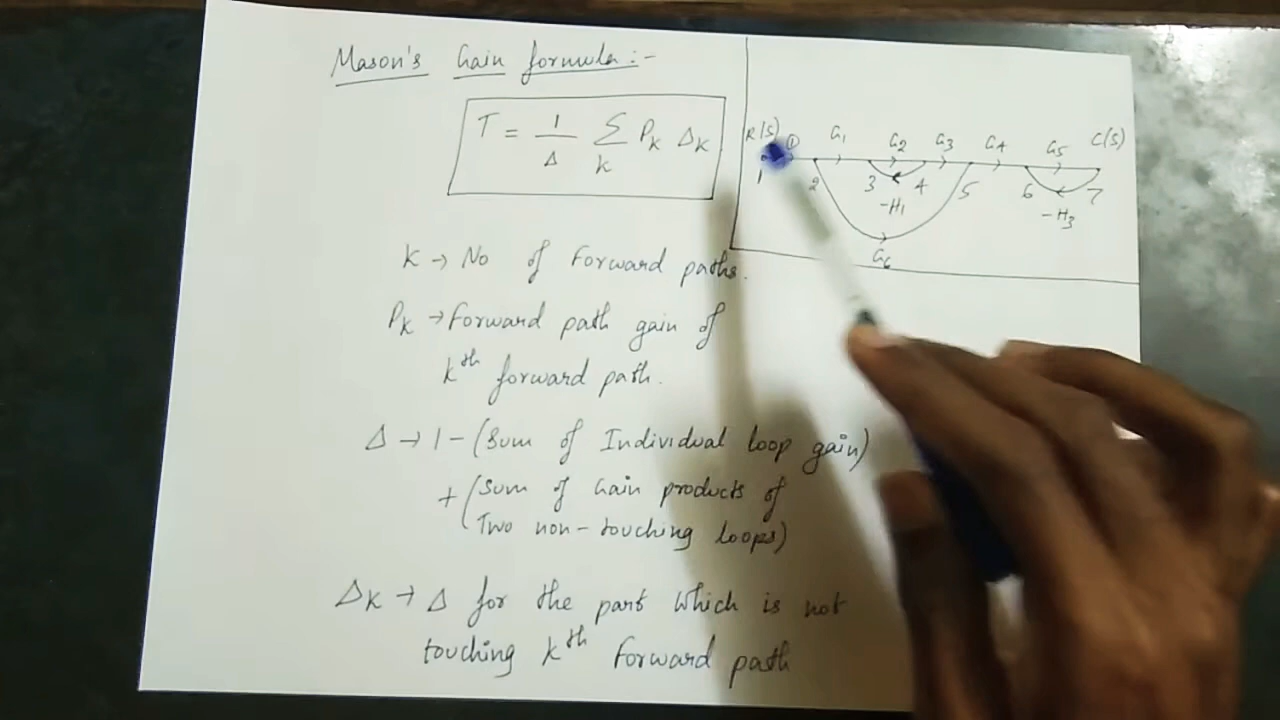 Mason's Gain formula:-
T = 1/Δ Σ_K P_K Δ_K
K → No of Forward paths.
P_K → Forward path gain of
Kth forward path.
Δ → 1 - (Sum of Individual loop gain)
+ (Sum of Gain products of
Two non-touching loops)
Δ_K → Δ for the part which is not
touching Kth Forward path
R(S) ① G1 G2 G3 G4 G5 C(S)
1 2 3 4 5 6 7
-H1 -H3
G6